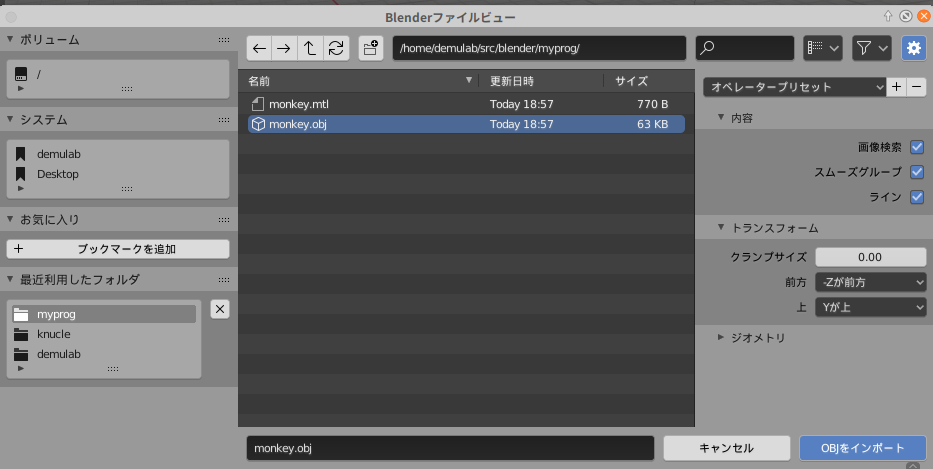 Blenderファイルビュー
ボリューム
/
システム
demulab
Desktop
お気に入り
ブックマークを追加
最近利用したフォルダ
myprog
knucle
demulab
/home/demulab/src/blender/myprog/
名前 更新日時 サイズ
monkey.mtl Today 18:57 770 B
monkey.obj Today 18:57 63 KB
monkey.obj
オペレータープリセット
内容
画像検索
スムーズグループ
ライン
トランスフォーム
クランプサイズ 0.00
前方 -Zが前方
上 Yが上
ジオメトリ
キャンセル OBJをインポート